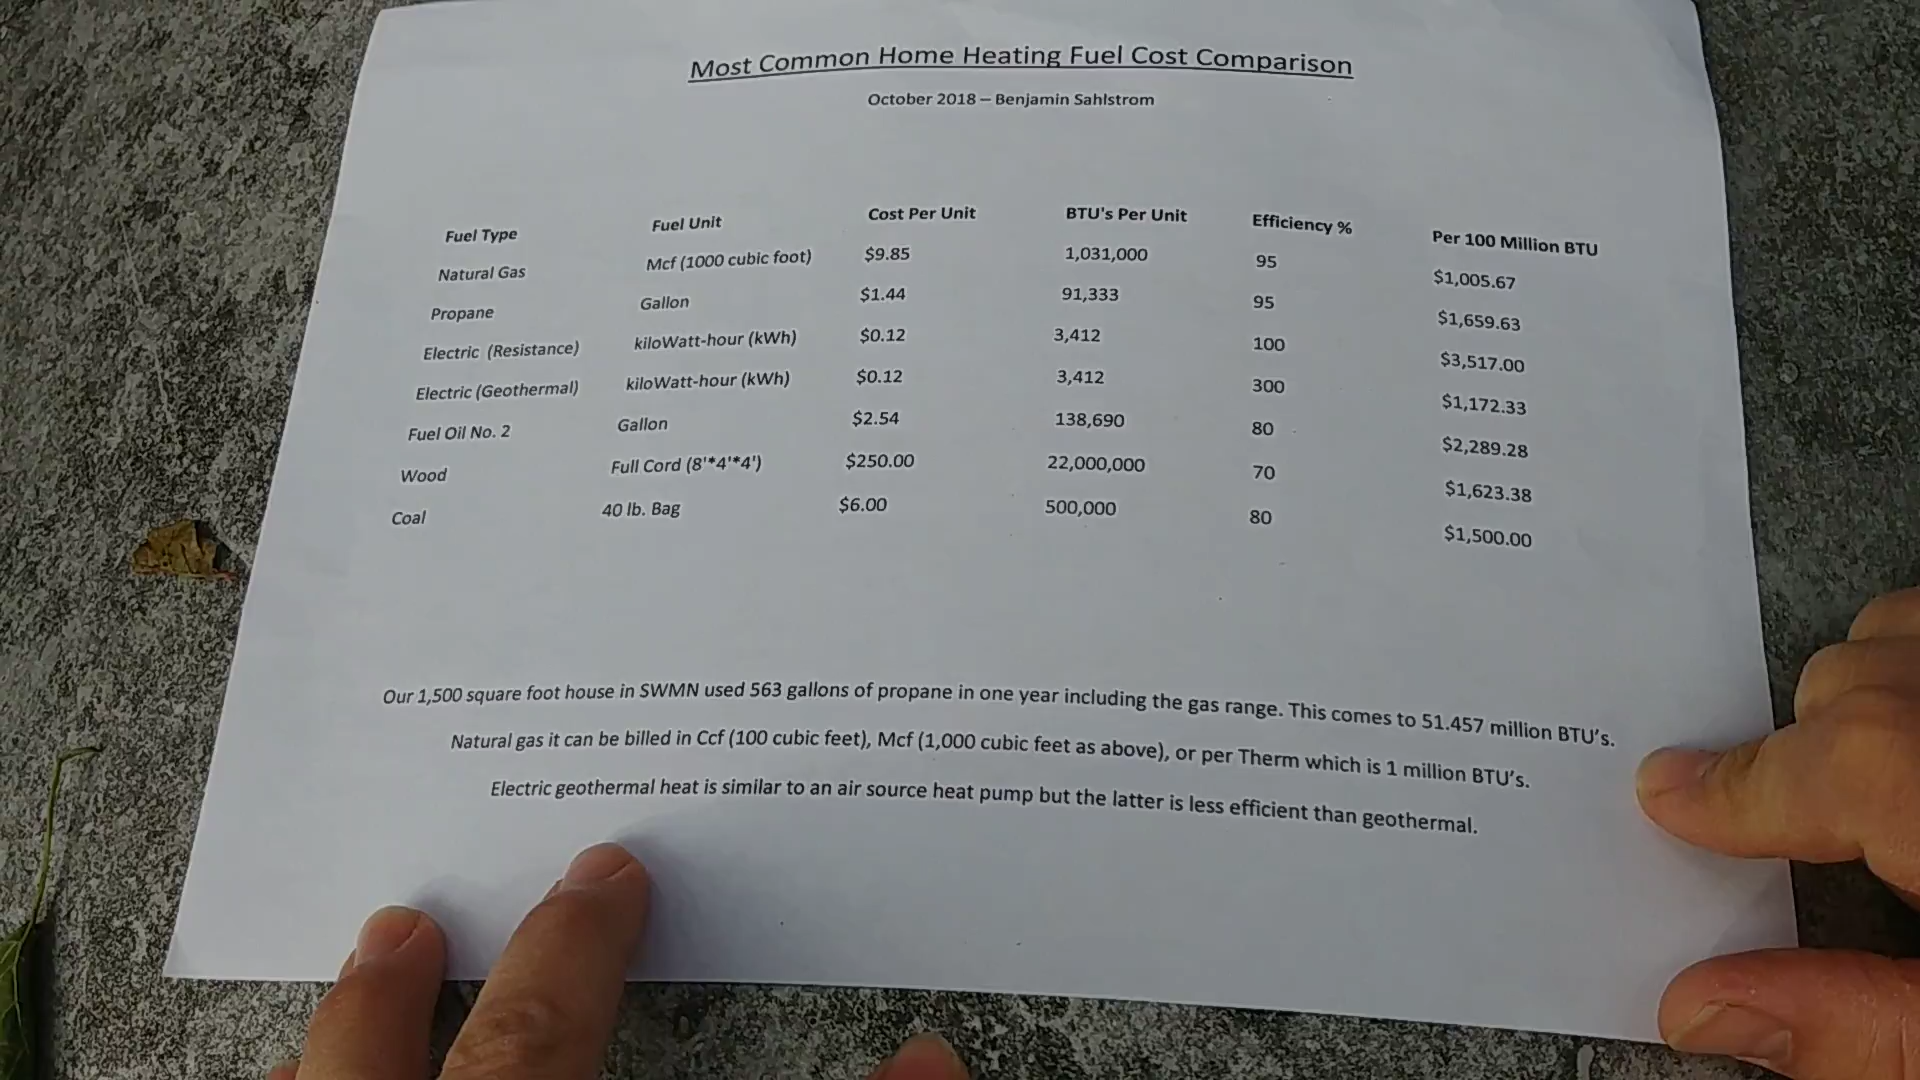 Most Common Home Heating Fuel Cost Comparison
October 2018 – Benjamin Sahlstrom
Fuel Type Fuel Unit Cost Per Unit BTU's Per Unit Efficiency % Per 100 Million BTU
Natural Gas Mcf (1000 cubic foot) $9.85 1,031,000 95 $1,005.67
Propane Gallon $1.44 91,333 95 $1,659.63
Electric (Resistance) kiloWatt-hour (kWh) $0.12 3,412 100 $3,517.00
Electric (Geothermal) kiloWatt-hour (kWh) $0.12 3,412 300 $1,172.33
Fuel Oil No. 2 Gallon $2.54 138,690 80 $2,289.28
Wood Full Cord (8'*4'*4') $250.00 22,000,000 70 $1,623.38
Coal 40 lb. Bag $6.00 500,000 80 $1,500.00
Our 1,500 square foot house in SWMN used 563 gallons of propane in one year including the gas range. This comes to 51.457 million BTU's.
Natural gas it can be billed in Ccf (100 cubic feet), Mcf (1,000 cubic feet as above), or per Therm which is 1 million BTU's.
Electric geothermal heat is similar to an air source heat pump but the latter is less efficient than geothermal.